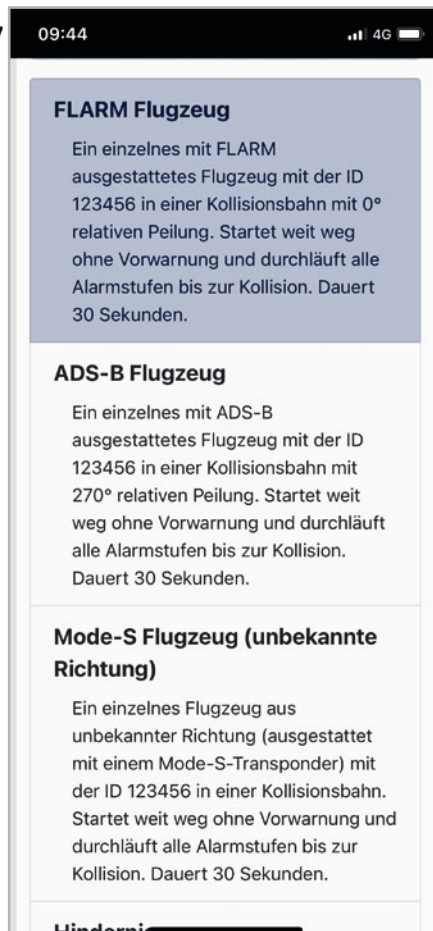 09:44
4G
FLARM Flugzeug
Ein einzelnes mit FLARM
ausgestattetes Flugzeug mit der ID
123456 in einer Kollisionsbahn mit 0°
relativen Peilung. Startet weit weg
ohne Vorwarnung und durchläuft alle
Alarmstufen bis zur Kollision. Dauert
30 Sekunden.
ADS-B Flugzeug
Ein einzelnes mit ADS-B
ausgestattetes Flugzeug mit der ID
123456 in einer Kollisionsbahn mit
270° relativen Peilung. Startet weit
weg ohne Vorwarnung und durchläuft
alle Alarmstufen bis zur Kollision.
Dauert 30 Sekunden.
Mode-S Flugzeug (unbekannte
Richtung)
Ein einzelnes Flugzeug aus
unbekannter Richtung (ausgestattet
mit einem Mode-S-Transponder) mit
der ID 123456 in einer Kollisionsbahn.
Startet weit weg ohne Vorwarnung und
durchläuft alle Alarmstufen bis zur
Kollision. Dauert 30 Sekunden.